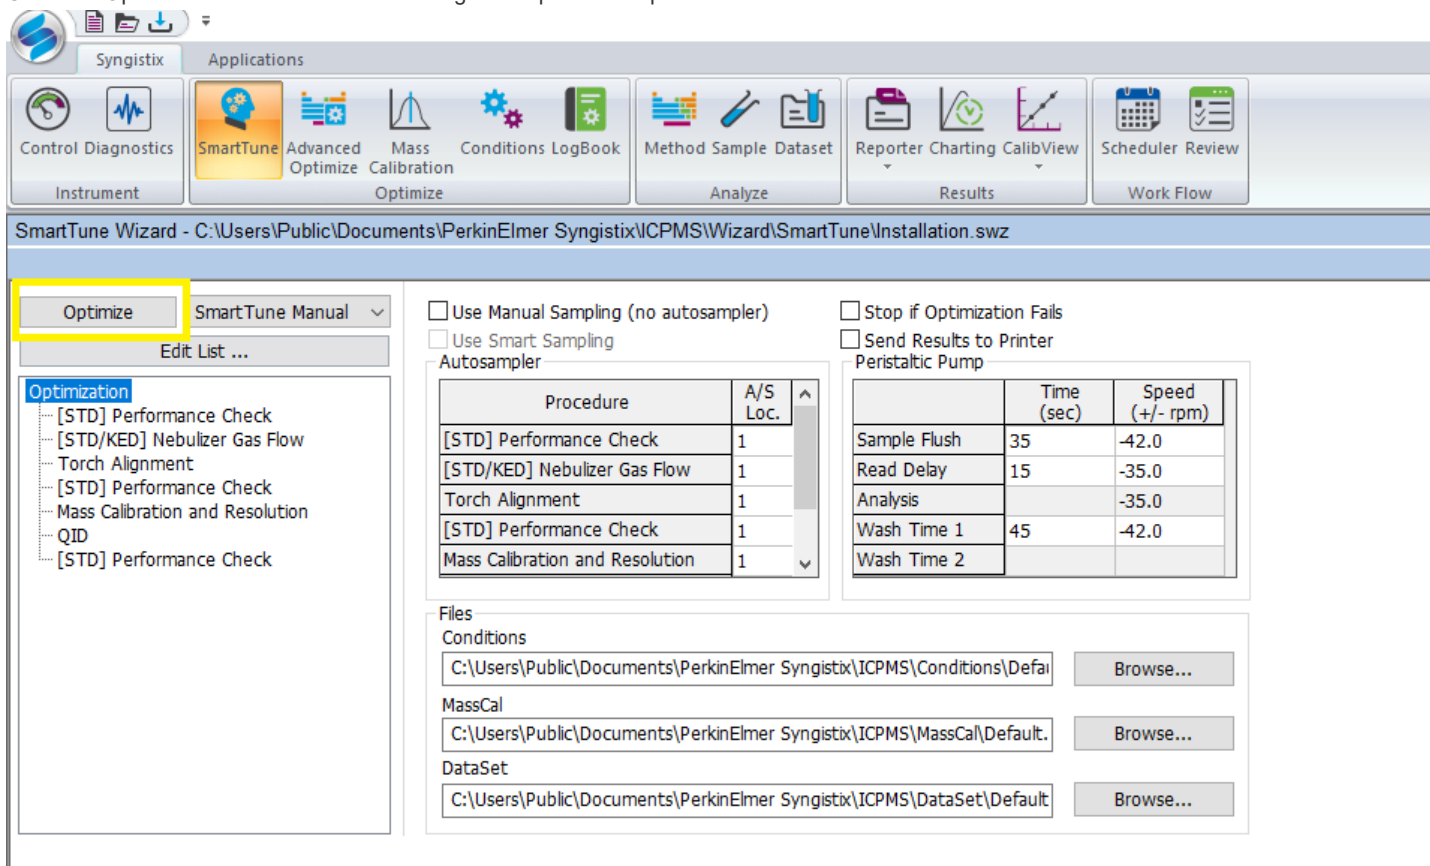 Syngistix Applications
Control Diagnostics SmartTune Advanced Optimize Mass Calibration Conditions LogBook Method Sample Dataset Reporter Charting CalibView Scheduler Review
Instrument Optimize Analyze Results Work Flow
SmartTune Wizard - C:\Users\Public\Documents\PerkinElmer Syngistix\ICPMS\Wizard\SmartTune\Installation.swz
Optimize SmartTune Manual
Edit List ...
Optimization
[STD] Performance Check
[STD/KED] Nebulizer Gas Flow
Torch Alignment
[STD] Performance Check
Mass Calibration and Resolution
QID
[STD] Performance Check
Use Manual Sampling (no autosampler)
Use Smart Sampling
Stop if Optimization Fails
Send Results to Printer
Autosampler
Procedure A/S Loc.
[STD] Performance Check 1
[STD/KED] Nebulizer Gas Flow 1
Torch Alignment 1
[STD] Performance Check 1
Mass Calibration and Resolution 1
Peristaltic Pump
Time (sec) Speed (+/- rpm)
Sample Flush 35 -42.0
Read Delay 15 -35.0
Analysis -35.0
Wash Time 1 45 -42.0
Wash Time 2
Files
Conditions
C:\Users\Public\Documents\PerkinElmer Syngistix\ICPMS\Conditions\Defau Browse...
MassCal
C:\Users\Public\Documents\PerkinElmer Syngistix\ICPMS\MassCal\Default. Browse...
DataSet
C:\Users\Public\Documents\PerkinElmer Syngistix\ICPMS\DataSet\Default Browse...